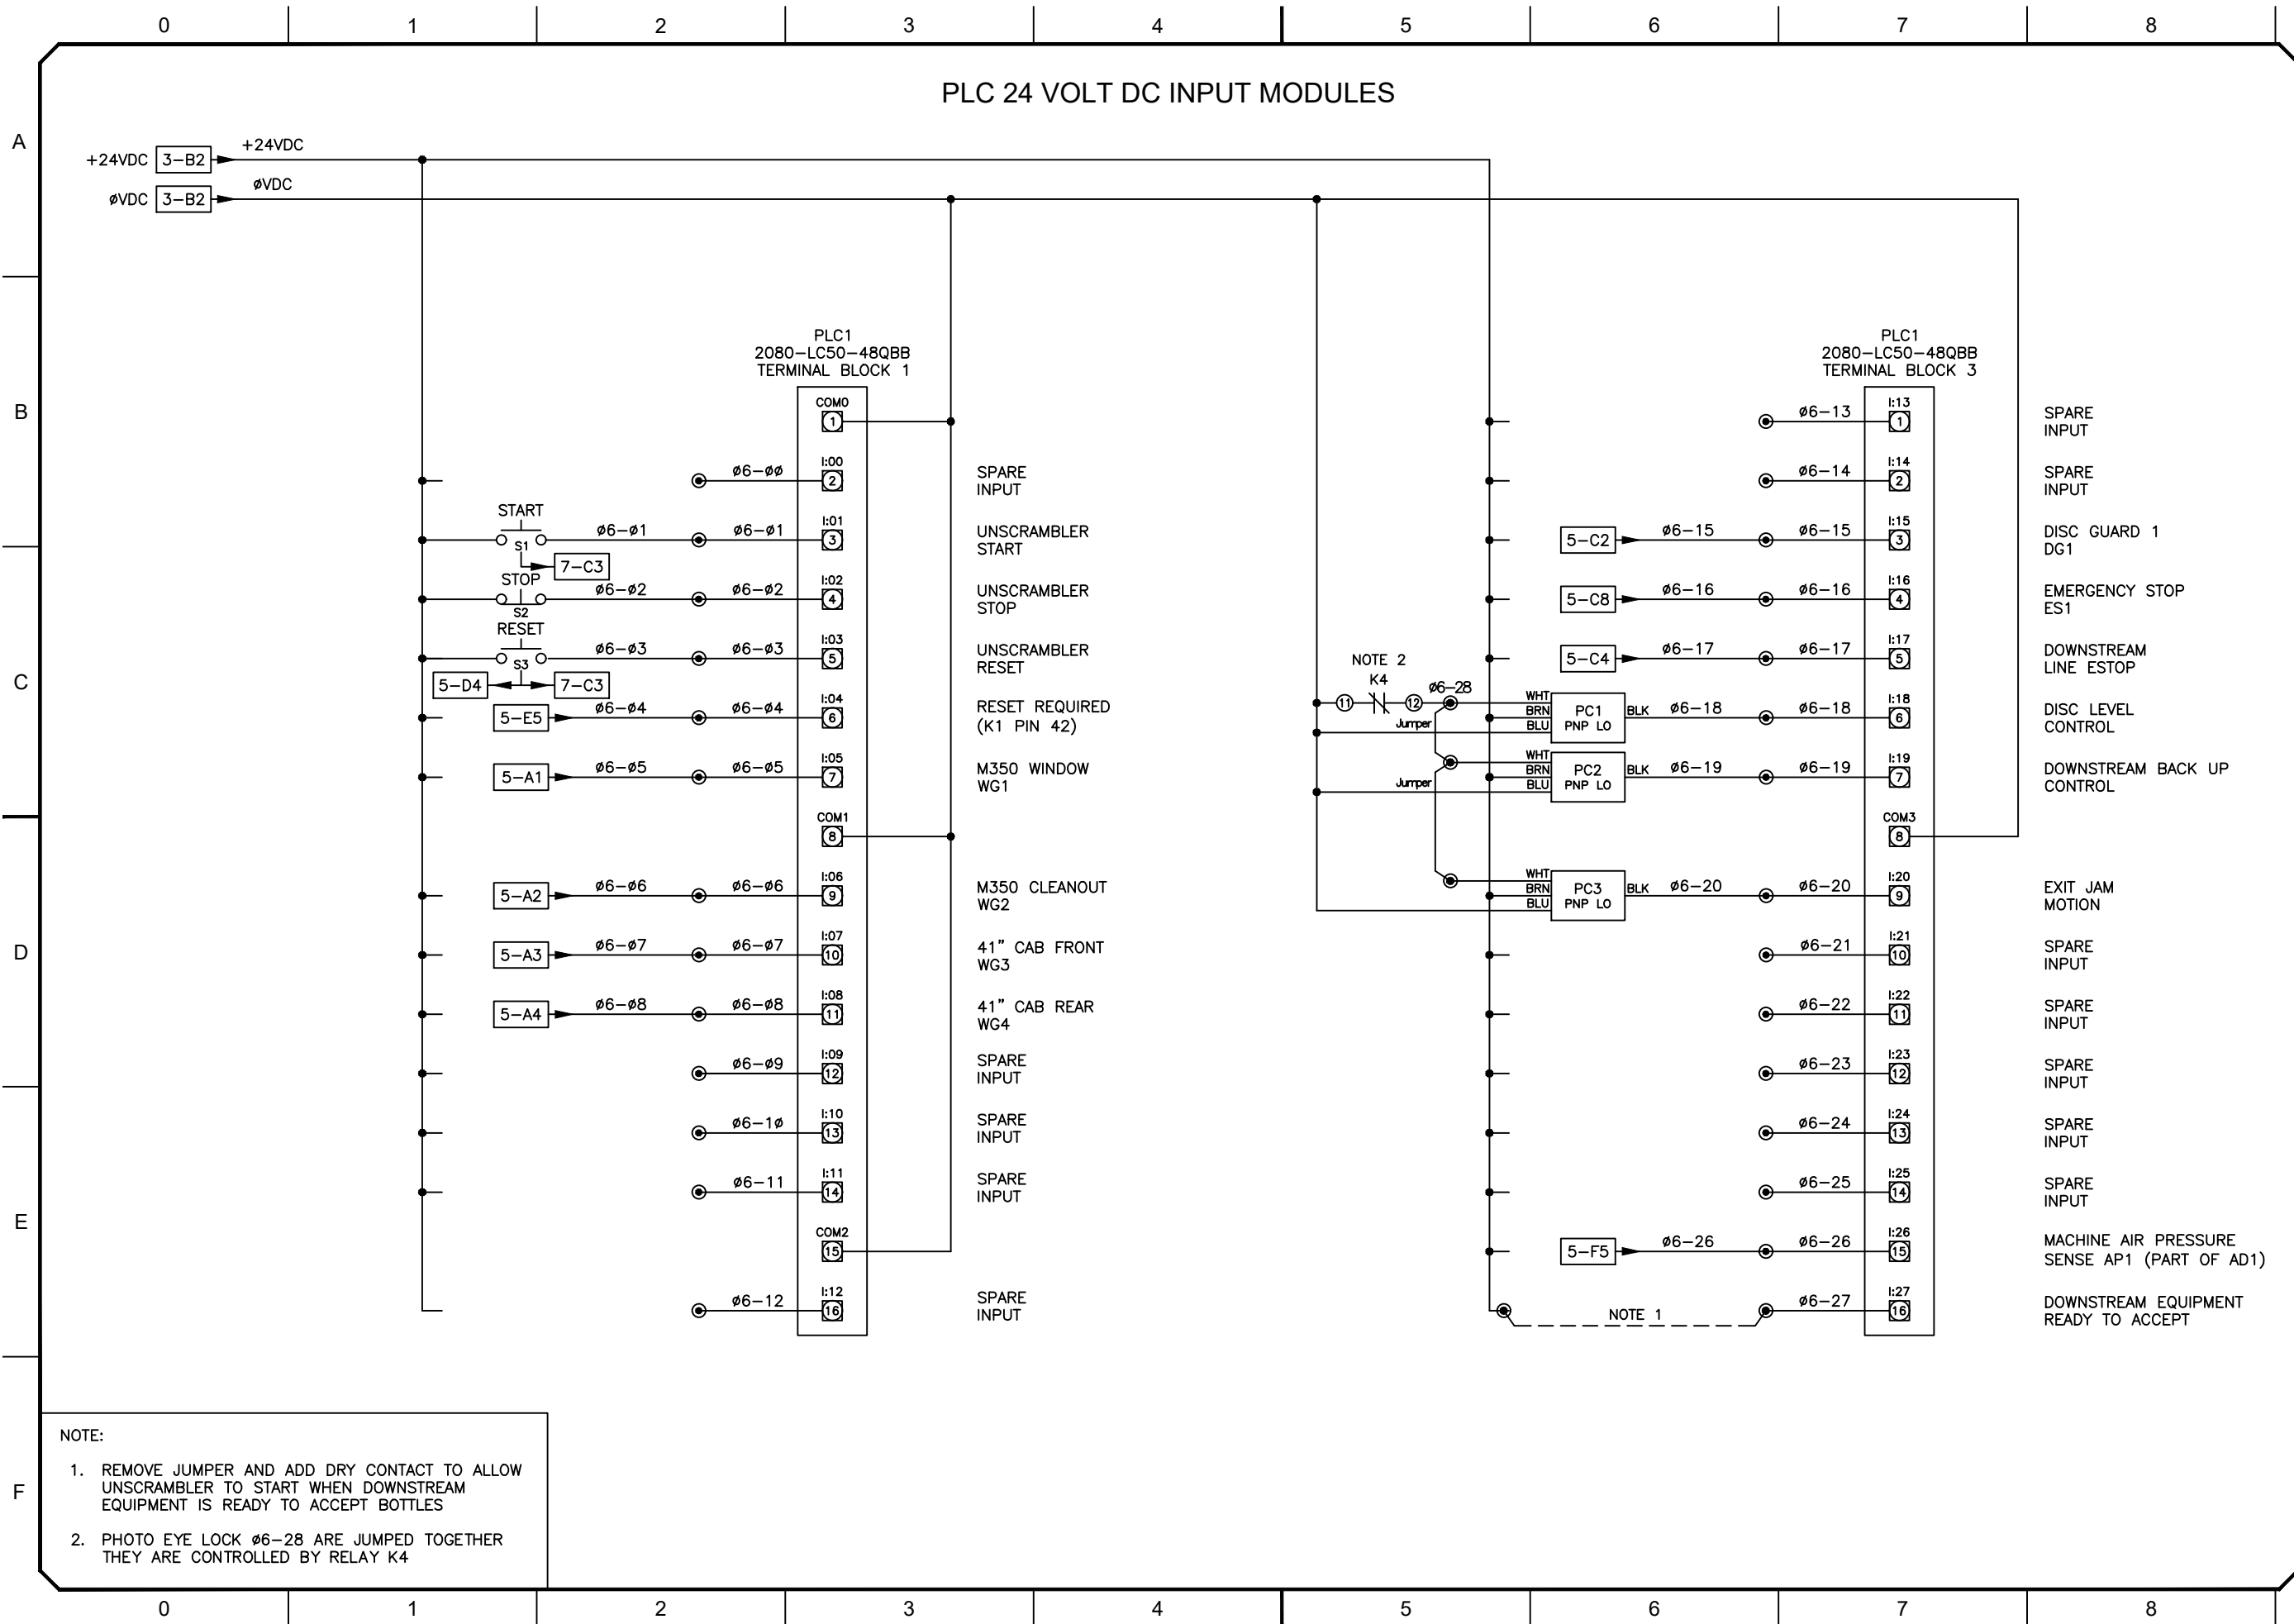 0 1 2 3 4 5 6 7 8
PLC 24 VOLT DC INPUT MODULES
A
B
C
D
E
F
+24VDC 3-B2 +24VDC
øVDC 3-B2 øVDC
PLC1
2080-LC50-48QBB
TERMINAL BLOCK 1
COM0
1
ø6-øø I:00
2
SPARE
INPUT
START
S1
7-C3
ø6-ø1 ø6-ø1 I:01
3
UNSCRAMBLER
START
STOP
S2
ø6-ø2 ø6-ø2 I:02
4
UNSCRAMBLER
STOP
RESET
S3
5-D4 7-C3
ø6-ø3 ø6-ø3 I:03
5
UNSCRAMBLER
RESET
5-E5 ø6-ø4 ø6-ø4 I:04
6
RESET REQUIRED
(K1 PIN 42)
5-A1 ø6-ø5 ø6-ø5 I:05
7
M350 WINDOW
WG1
COM1
8
5-A2 ø6-ø6 ø6-ø6 I:06
9
M350 CLEANOUT
WG2
5-A3 ø6-ø7 ø6-ø7 I:07
10
41" CAB FRONT
WG3
5-A4 ø6-ø8 ø6-ø8 I:08
11
41" CAB REAR
WG4
ø6-ø9 I:09
12
SPARE
INPUT
ø6-1ø I:10
13
SPARE
INPUT
ø6-11 I:11
14
SPARE
INPUT
COM2
15
ø6-12 I:12
16
SPARE
INPUT
PLC1
2080-LC50-48QBB
TERMINAL BLOCK 3
ø6-13 I:13
1
SPARE
INPUT
ø6-14 I:14
2
SPARE
INPUT
5-C2 ø6-15 ø6-15 I:15
3
DISC GUARD 1
DG1
5-C8 ø6-16 ø6-16 I:16
4
EMERGENCY STOP
ES1
5-C4 ø6-17 ø6-17 I:17
5
DOWNSTREAM
LINE ESTOP
NOTE 2
K4
11 12 ø6-28
Jumper
WHT
BRN
BLU
PC1
PNP LO
BLK ø6-18 ø6-18 I:18
6
DISC LEVEL
CONTROL
Jumper
WHT
BRN
BLU
PC2
PNP LO
BLK ø6-19 ø6-19 I:19
7
DOWNSTREAM BACK UP
CONTROL
COM3
8
WHT
BRN
BLU
PC3
PNP LO
BLK ø6-20 ø6-20 I:20
9
EXIT JAM
MOTION
ø6-21 I:21
10
SPARE
INPUT
ø6-22 I:22
11
SPARE
INPUT
ø6-23 I:23
12
SPARE
INPUT
ø6-24 I:24
13
SPARE
INPUT
ø6-25 I:25
14
SPARE
INPUT
5-F5 ø6-26 ø6-26 I:26
15
MACHINE AIR PRESSURE
SENSE AP1 (PART OF AD1)
NOTE 1 ø6-27 I:27
16
DOWNSTREAM EQUIPMENT
READY TO ACCEPT
NOTE:
1. REMOVE JUMPER AND ADD DRY CONTACT TO ALLOW
UNSCRAMBLER TO START WHEN DOWNSTREAM
EQUIPMENT IS READY TO ACCEPT BOTTLES
2. PHOTO EYE LOCK ø6-28 ARE JUMPED TOGETHER
THEY ARE CONTROLLED BY RELAY K4
0 1 2 3 4 5 6 7 8